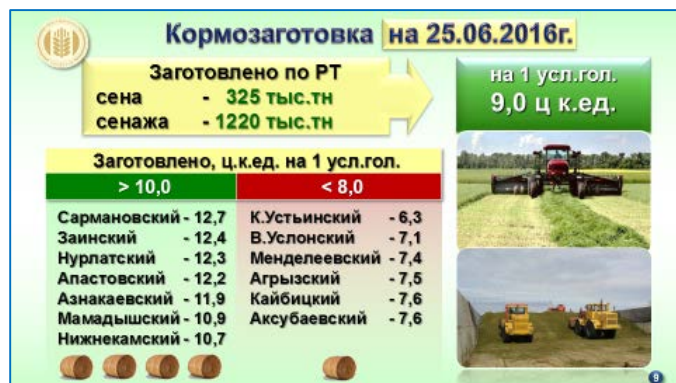 Кормозаготовка на 25.06.2016г.
Заготовлено по РТ
сена - 325 тыс.тн
сенажа - 1220 тыс.тн
на 1 усл.гол.
9,0 ц к.ед.
Заготовлено, ц.к.ед. на 1 усл.гол.
> 10,0
Сармановский - 12,7
Заинский - 12,4
Нурлатский - 12,3
Апастовский - 12,2
Азнакаевский - 11,9
Мамадышский - 10,9
Нижнекамский - 10,7
< 8,0
К.Устьинский - 6,3
В.Услонский - 7,1
Менделеевский - 7,4
Агрызский - 7,5
Кайбицкий - 7,6
Аксубаевский - 7,6
9